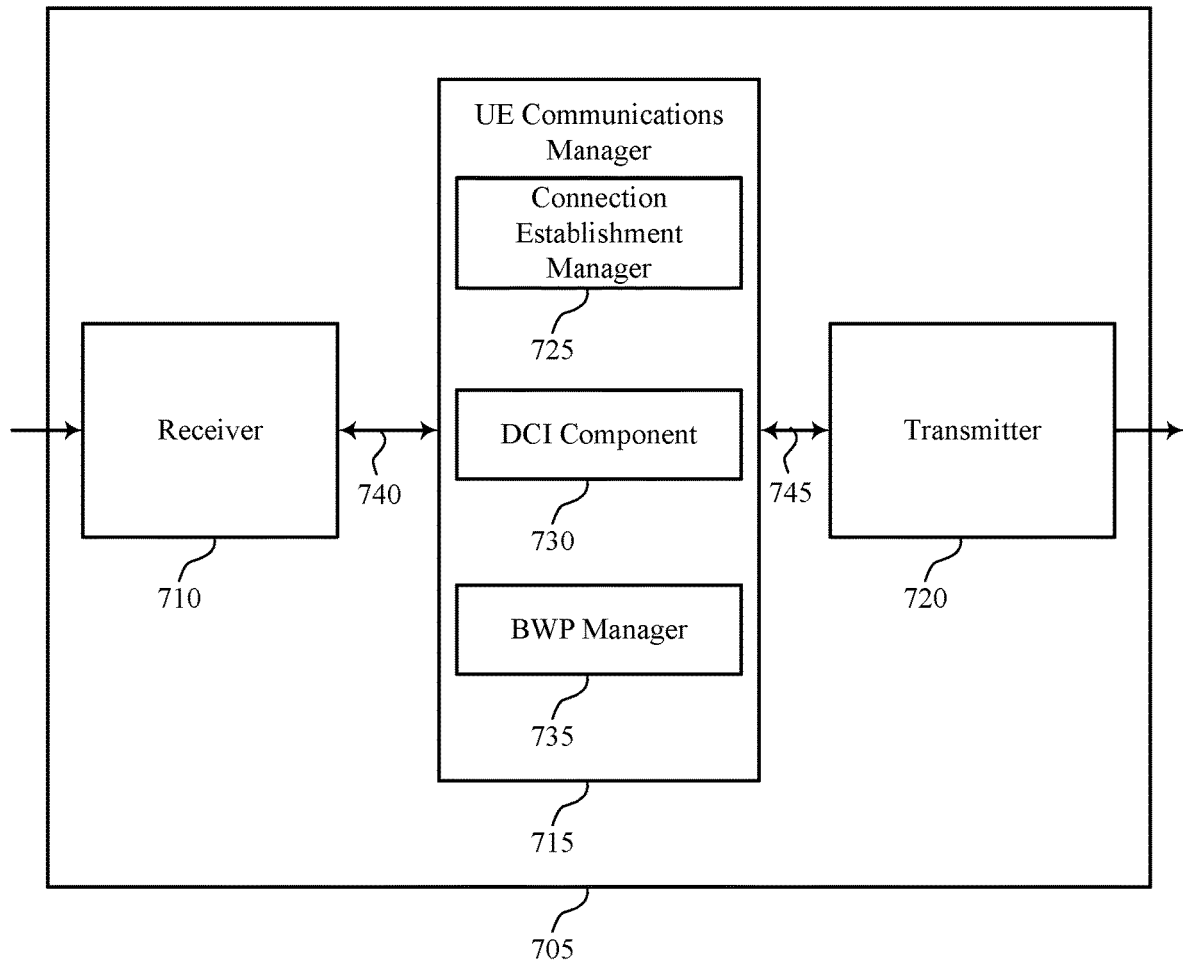 UE Communications
Manager
Connection
Establishment
Manager
725
Receiver
DCI Component
Transmitter
740
745
730
710
720
BWP Manager
735
715
705